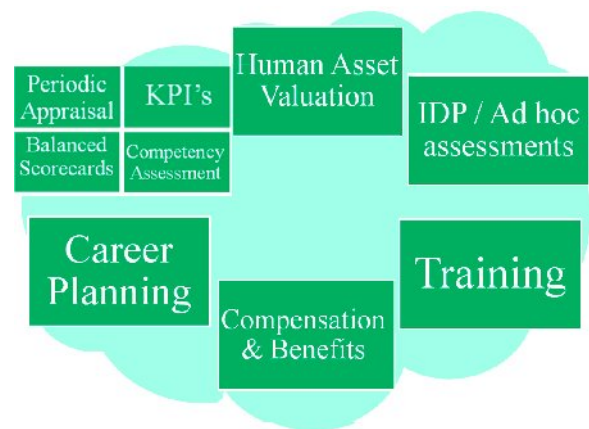 Periodic
Appraisal
KPI's
Balanced
Scorecards
Competency
Assessment
Human Asset
Valuation
IDP / Ad hoc
assessments
Career
Planning
Compensation
& Benefits
Training